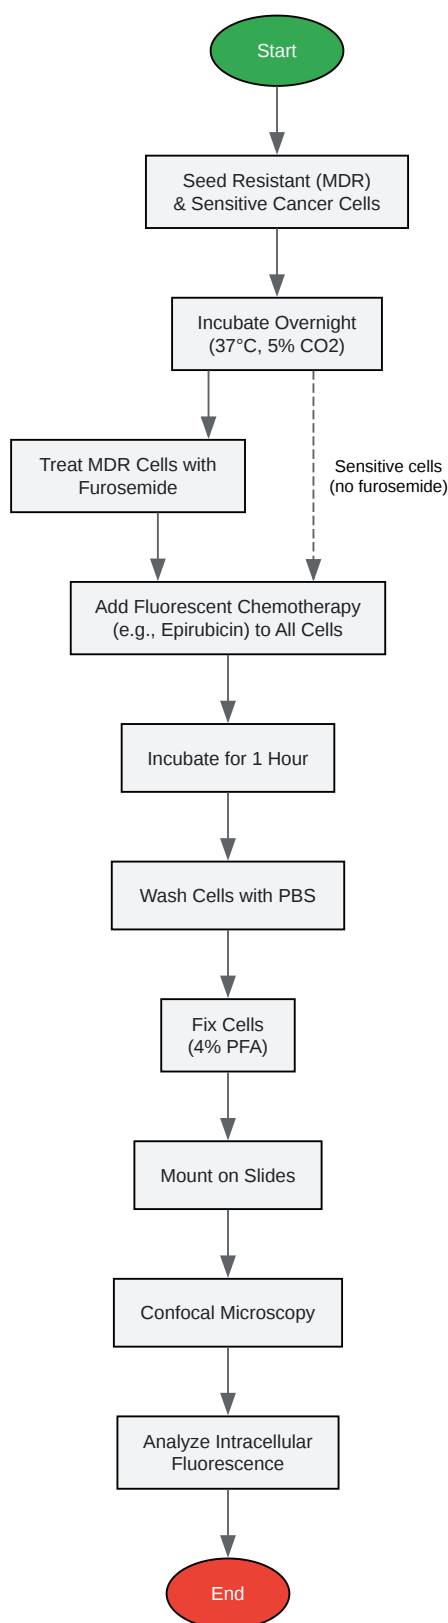 Start
Seed Resistant (MDR)
& Sensitive Cancer Cells
Incubate Overnight
(37°C, 5% CO2)
Treat MDR Cells with
Furosemide
Sensitive cells
(no furosemide)
Add Fluorescent Chemotherapy
(e.g., Epirubicin) to All Cells
Incubate for 1 Hour
Wash Cells with PBS
Fix Cells
(4% PFA)
Mount on Slides
Confocal Microscopy
Analyze Intracellular
Fluorescence
End